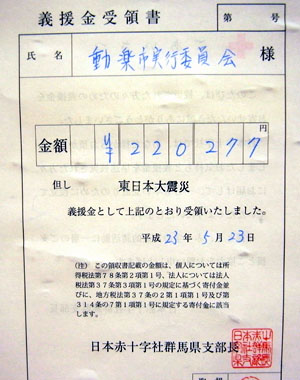 義援金受領書
第　号
氏名　動楽市実行委員会　様
金額　¥220277円
但し　東日本大震災
義援金として上記のとおり受領いたしました。
平成 23 年 5 月 23 日
(注) この領収書記載の金額は、個人については所
得税法第78条第2項第1号、法人については法人
税法第37条第3項第1号の規定に基づく寄付金並
びに、地方税法第37条の2第1項第1号及び第
314条の7第1項第1号に規定する寄付金に該当
します。
日本赤十字社群馬県支部長